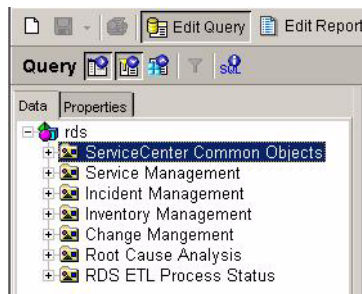 Edit Query Edit Report
Query SQL
Data Properties
rds
ServiceCenter Common Objects
Service Management
Incident Management
Inventory Management
Change Mangement
Root Cause Analysis
RDS ETL Process Status